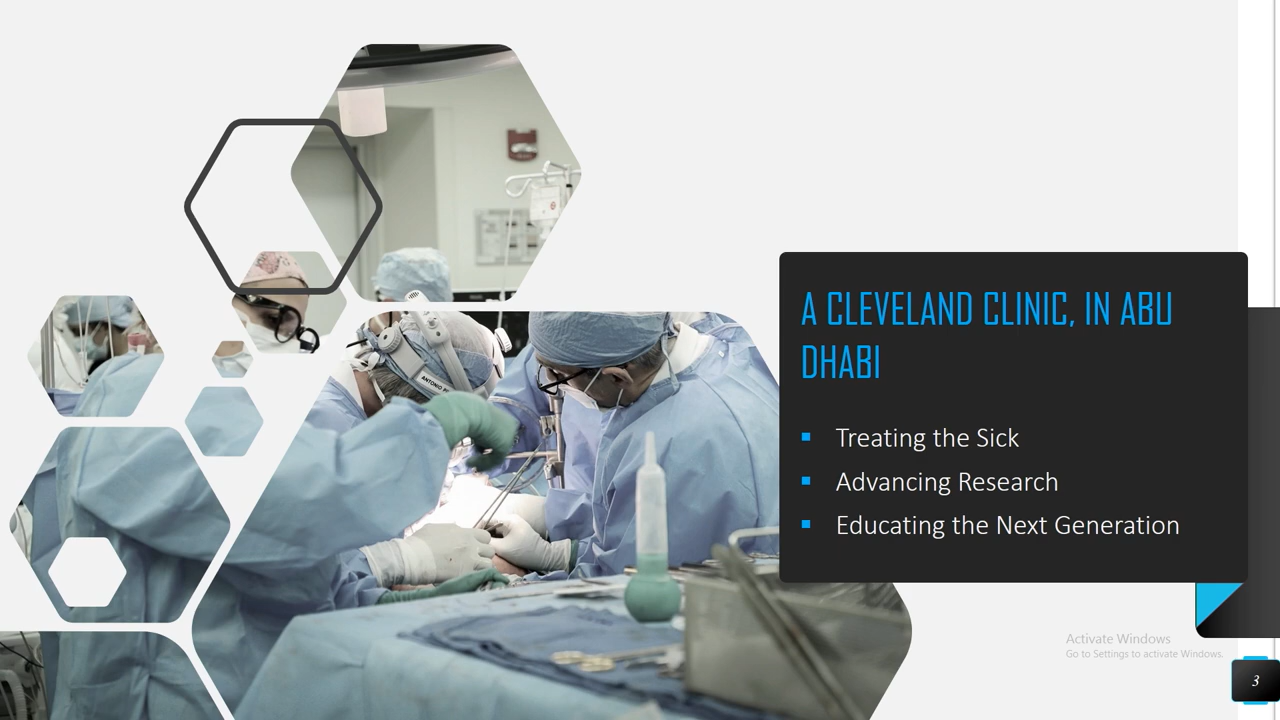 A CLEVELAND CLINIC, IN ABU
DHABI
Treating the Sick
Advancing Research
Educating the Next Generation
Activate Windows
Go to Settings to activate Windows.
3